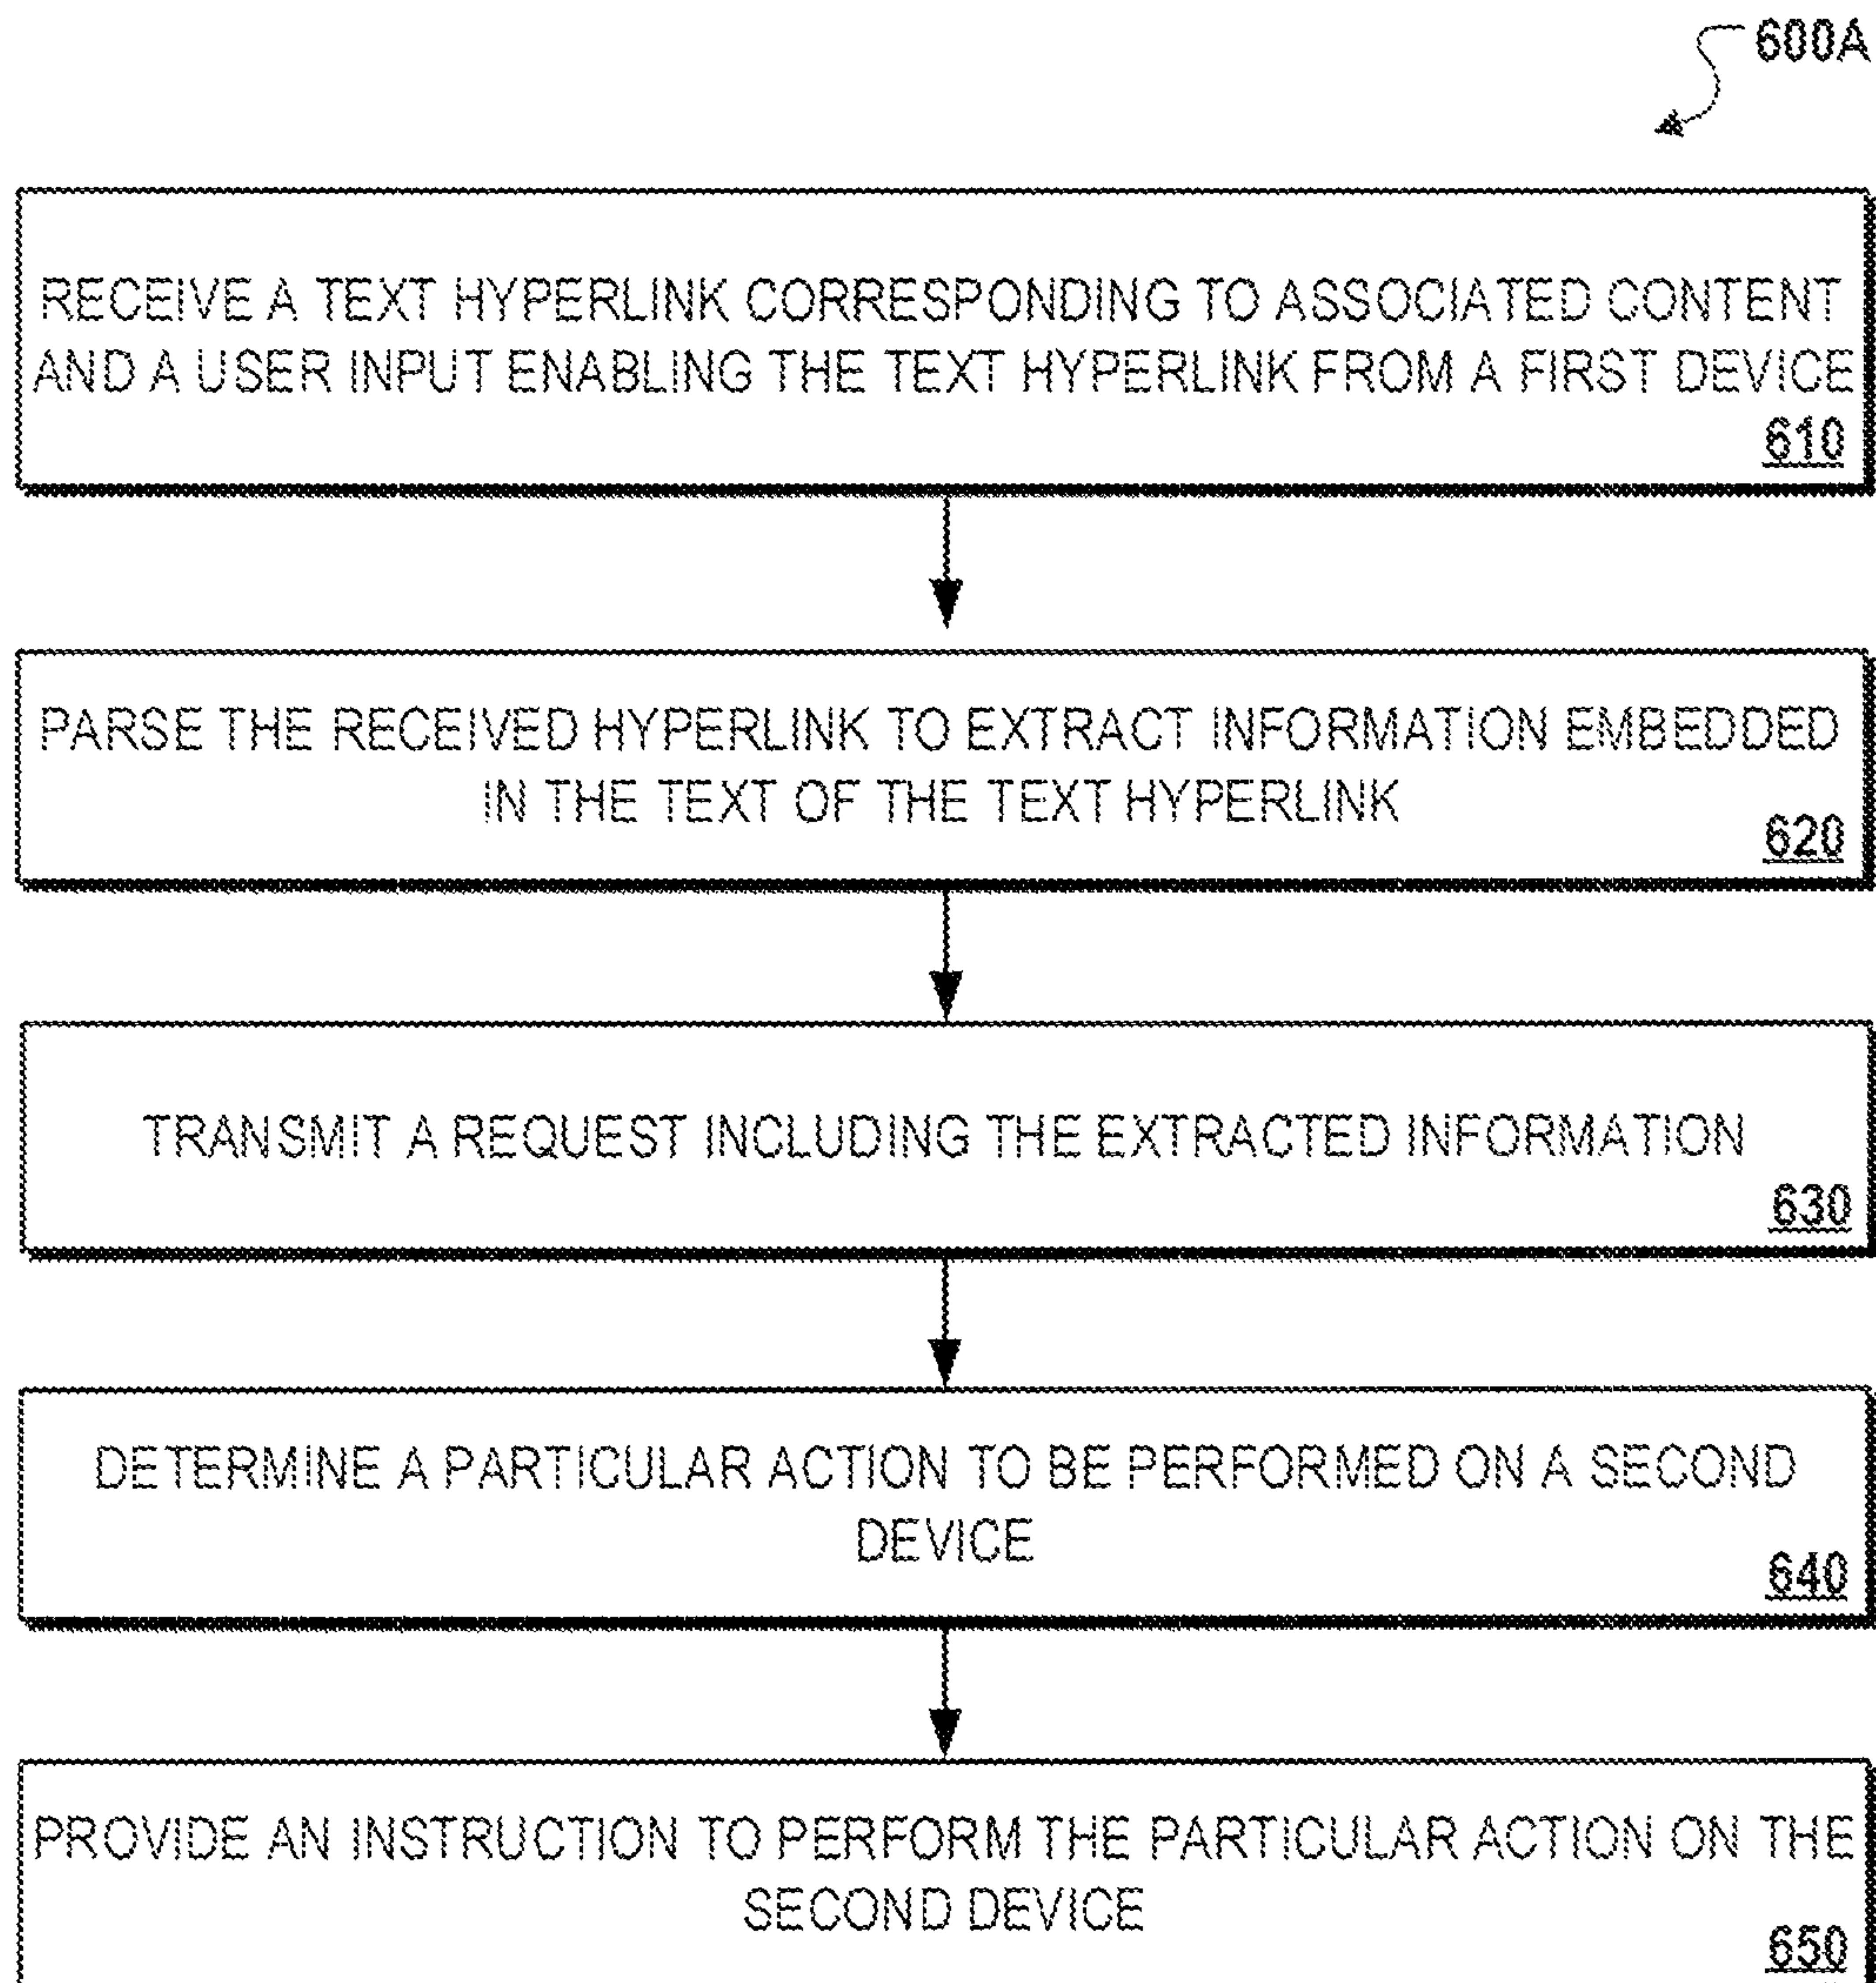 600A
RECEIVE A TEXT HYPERLINK CORRESPONDING TO ASSOCIATED CONTENT
AND A USER INPUT ENABLING THE TEXT HYPERLINK FROM A FIRST DEVICE
610
PARSE THE RECEIVED HYPERLINK TO EXTRACT INFORMATION EMBEDDED
IN THE TEXT OF THE TEXT HYPERLINK
620
TRANSMIT A REQUEST INCLUDING THE EXTRACTED INFORMATION
630
DETERMINE A PARTICULAR ACTION TO BE PERFORMED ON A SECOND
DEVICE
640
PROVIDE AN INSTRUCTION TO PERFORM THE PARTICULAR ACTION ON THE
SECOND DEVICE
650